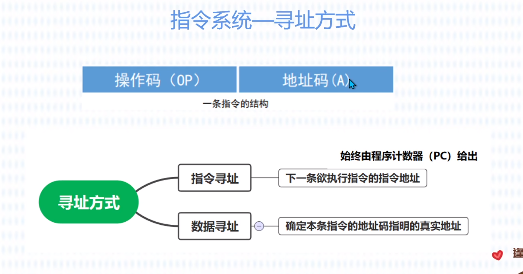 指令系统—寻址方式
操作码（OP）
地址码(A)
一条指令的结构
始终由程序计数器（PC）给出
指令寻址
下一条欲执行指令的指令地址
寻址方式
数据寻址
确定本条指令的地址码指明的真实地址